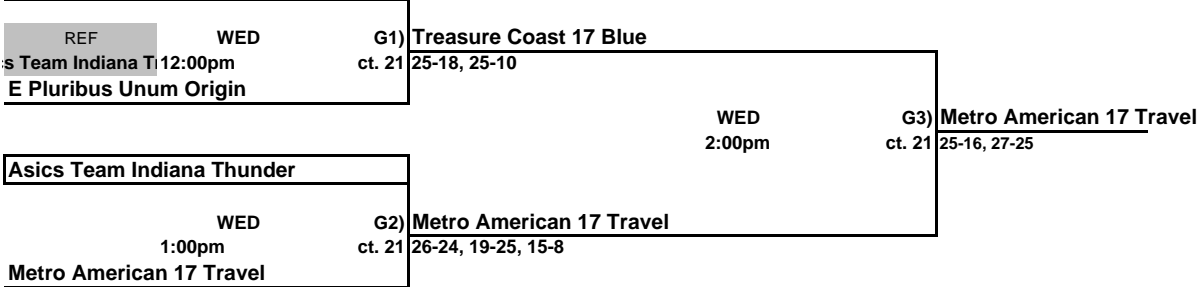 REF WED G1) Treasure Coast 17 Blue
s Team Indiana T 12:00pm ct. 21 25-18, 25-10
E Pluribus Unum Origin
WED G3) Metro American 17 Travel
2:00pm ct. 21 25-16, 27-25
Asics Team Indiana Thunder
WED G2) Metro American 17 Travel
1:00pm ct. 21 26-24, 19-25, 15-8
Metro American 17 Travel